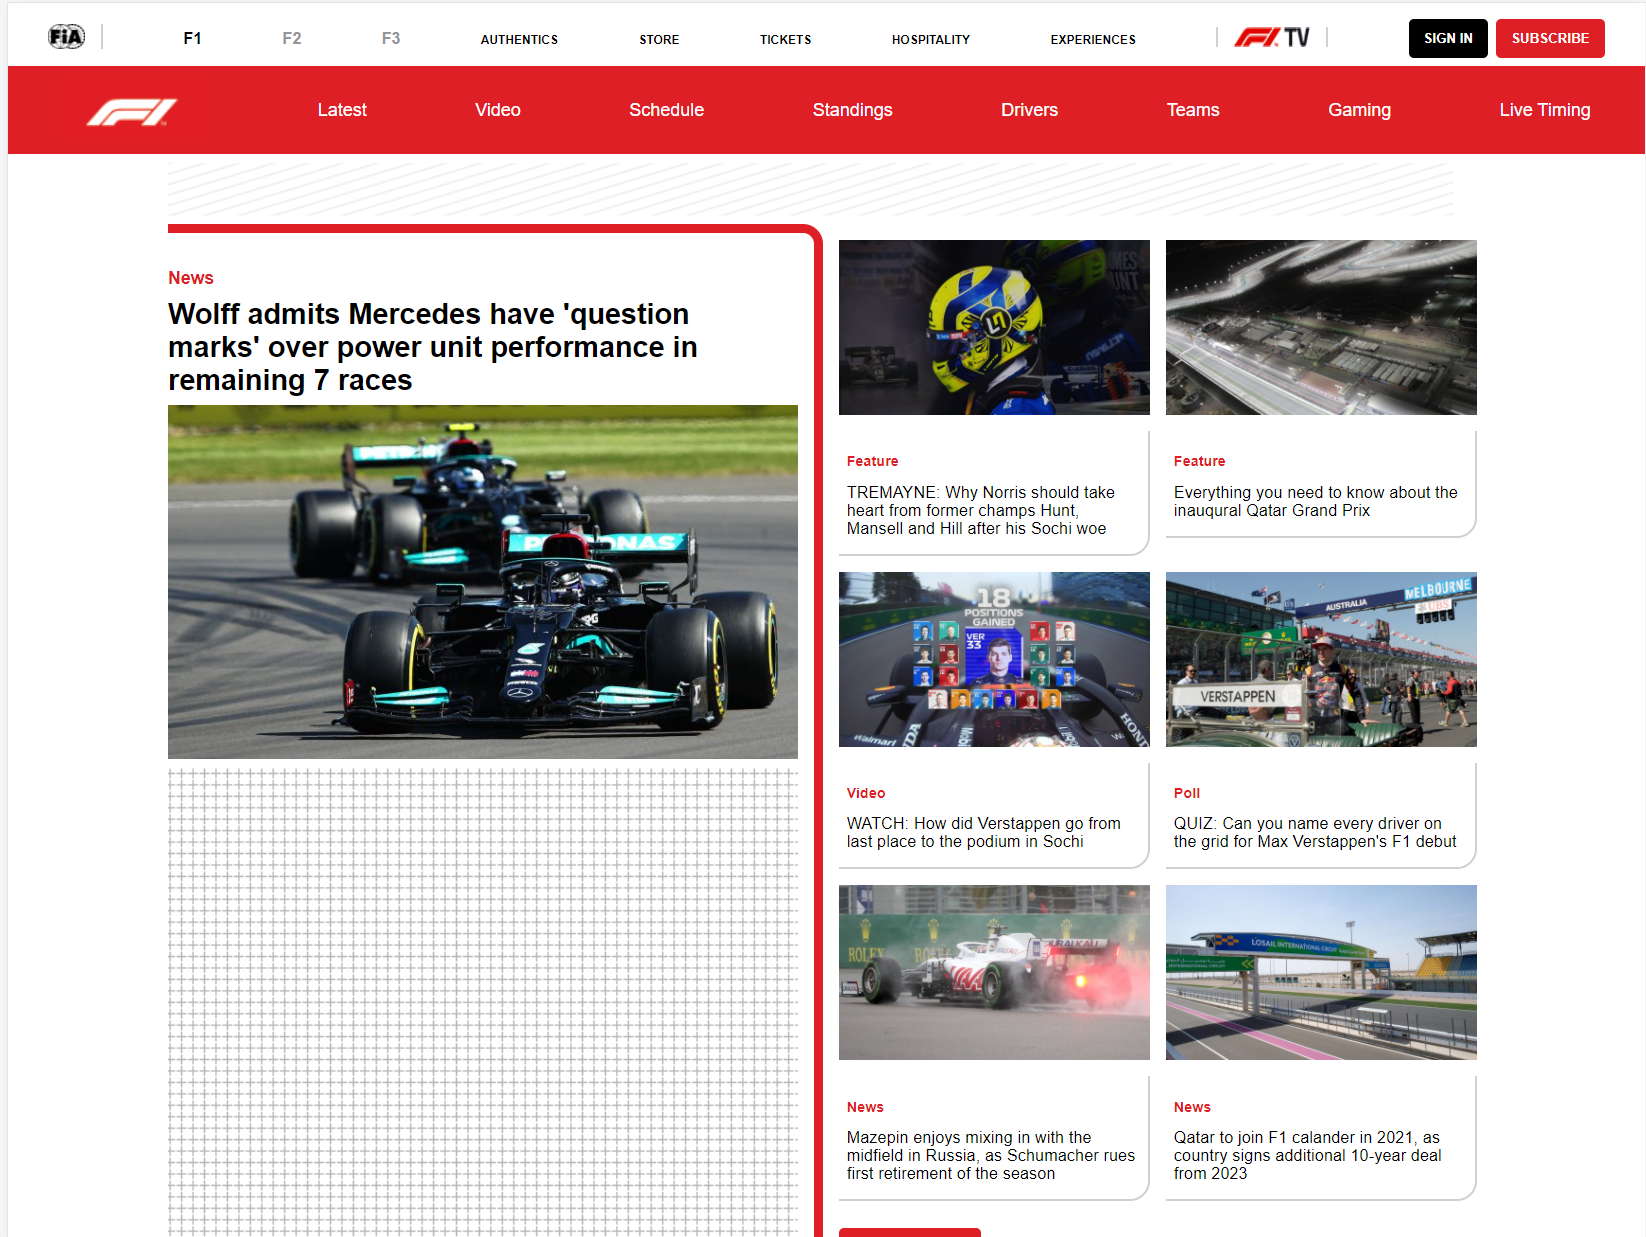 FiA
F1 F2 F3 AUTHENTICS STORE TICKETS HOSPITALITY EXPERIENCES F1 TV SIGN IN SUBSCRIBE
F1 Latest Video Schedule Standings Drivers Teams Gaming Live Timing
News
Wolff admits Mercedes have 'question
marks' over power unit performance in
remaining 7 races
PETRONAS
6
Feature
TREMAYNE: Why Norris should take
heart from former champs Hunt,
Mansell and Hill after his Sochi woe
Feature
Everything you need to know about the
inauqural Qatar Grand Prix
18
POSITIONS
GAINED
VER
33
walmart
HONDA
MELBOURNE
AUSTRALIA
VERSTAPPEN
Video
WATCH: How did Verstappen go from
last place to the podium in Sochi
Poll
QUIZ: Can you name every driver on
the grid for Max Verstappen's F1 debut
ROLEX
URALKALI
LOSAIL INTERNATIONAL CIRCUIT
News
Mazepin enjoys mixing in with the
midfield in Russia, as Schumacher rues
first retirement of the season
News
Qatar to join F1 calander in 2021, as
country signs additional 10-year deal
from 2023